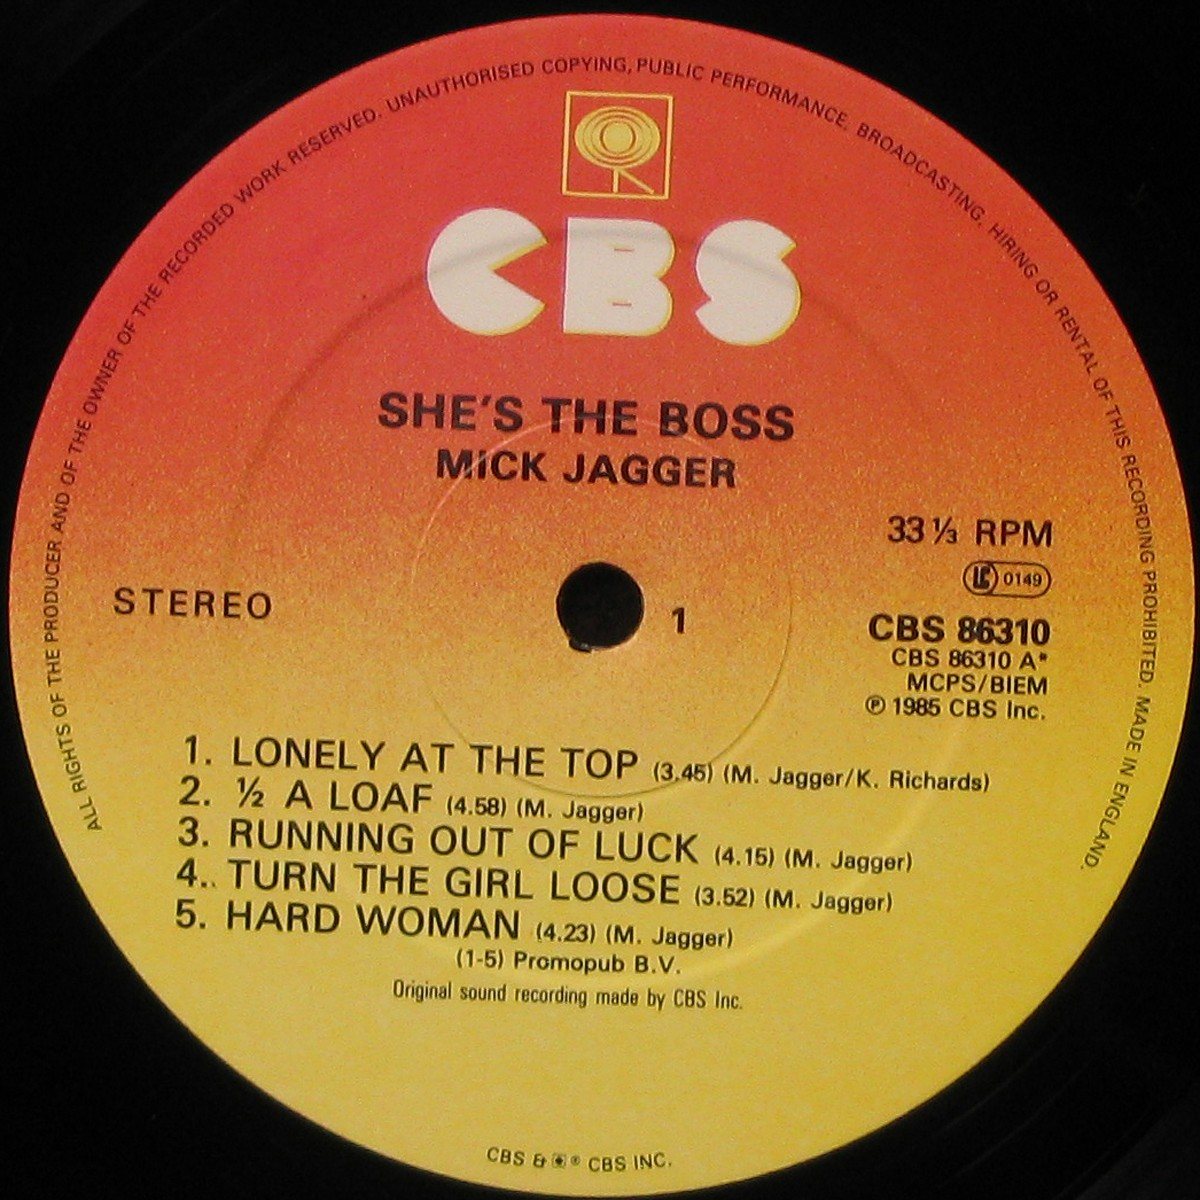 ALL RIGHTS OF THE PRODUCER AND OF THE OWNER OF THE RECORDED WORK RESERVED. UNAUTHORISED COPYING, PUBLIC PERFORMANCE, BROADCASTING, HIRING OR RENTAL OF THIS RECORDING PROHIBITED. MADE IN ENGLAND.
CBS
SHE'S THE BOSS
MICK JAGGER
33 ⅓ RPM
LC 0149
STEREO
1
CBS 86310
CBS 86310 A*
MCPS/BIEM
℗ 1985 CBS Inc.
1. LONELY AT THE TOP (3.45) (M. Jagger/K. Richards)
2. ½ A LOAF (4.58) (M. Jagger)
3. RUNNING OUT OF LUCK (4.15) (M. Jagger)
4.. TURN THE GIRL LOOSE (3.52) (M. Jagger)
5. HARD WOMAN (4.23) (M. Jagger)
(1-5) Promopub B.V.
Original sound recording made by CBS Inc.
CBS & ® CBS INC.